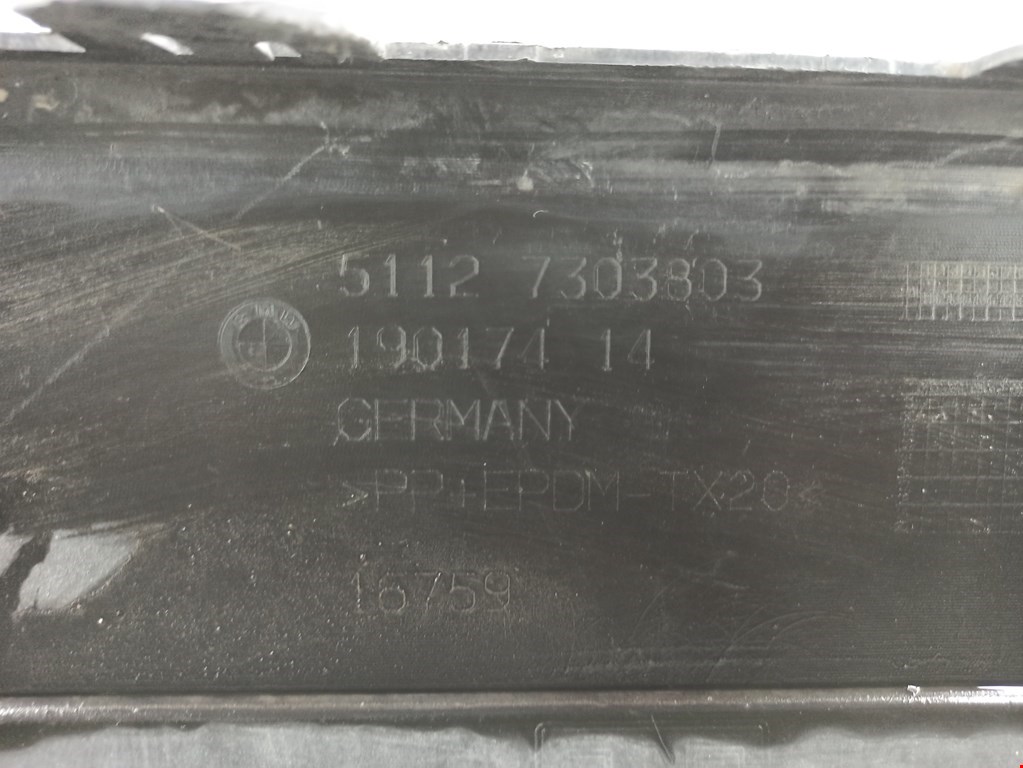 5112 7303803
190174 14
GERMANY
>PP+EPDM-TX20<
16759